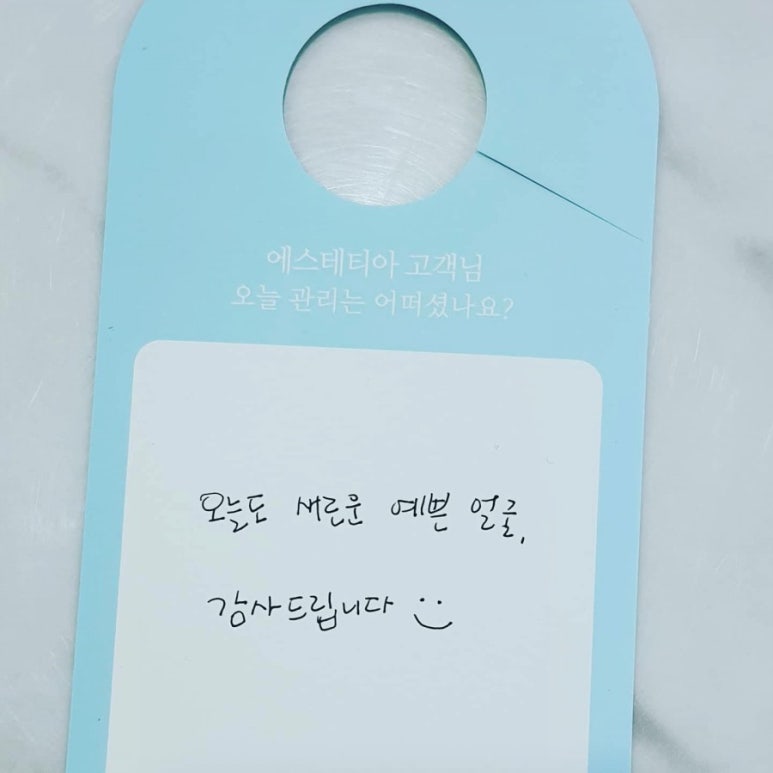 에스테티아 고객님
오늘 관리는 어떠셨나요?
오늘도 새로운 예쁜 얼굴,
감사드립니다